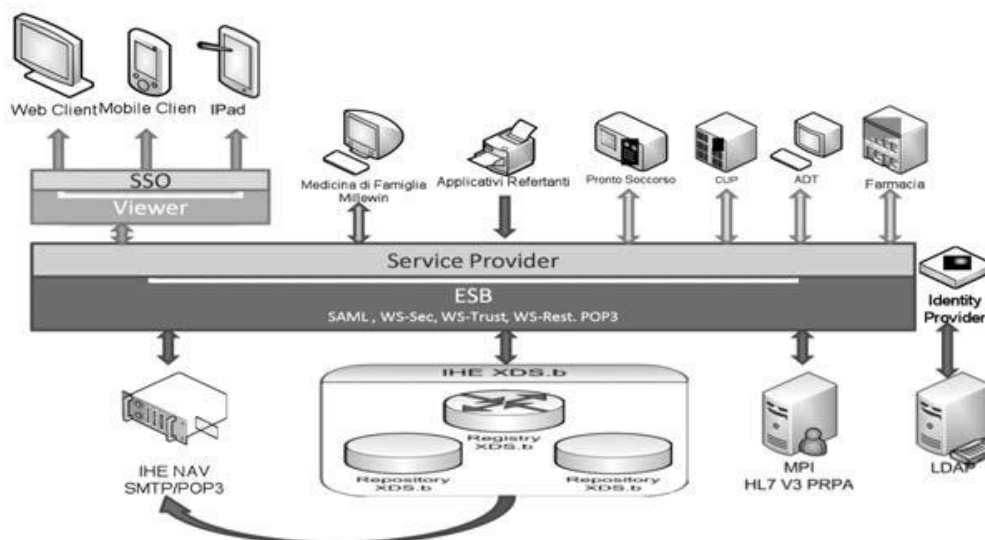 Web Client
Mobile Clien
IPad
SSO
Viewer
Medicina di Famiglia
Millewin
Applicativi Refertanti
Pronto Soccorso
CUP
ADT
Farmacia
Service Provider
ESB
SAML , WS-Sec, WS-Trust, WS-Rest. POP3
Identity
Provider
IHE NAV
SMTP/POP3
IHE XDS.b
Registry
XDS.b
Repository
XDS.b
Repository
XDS.b
MPI
HL7 V3 PRPA
LDAP